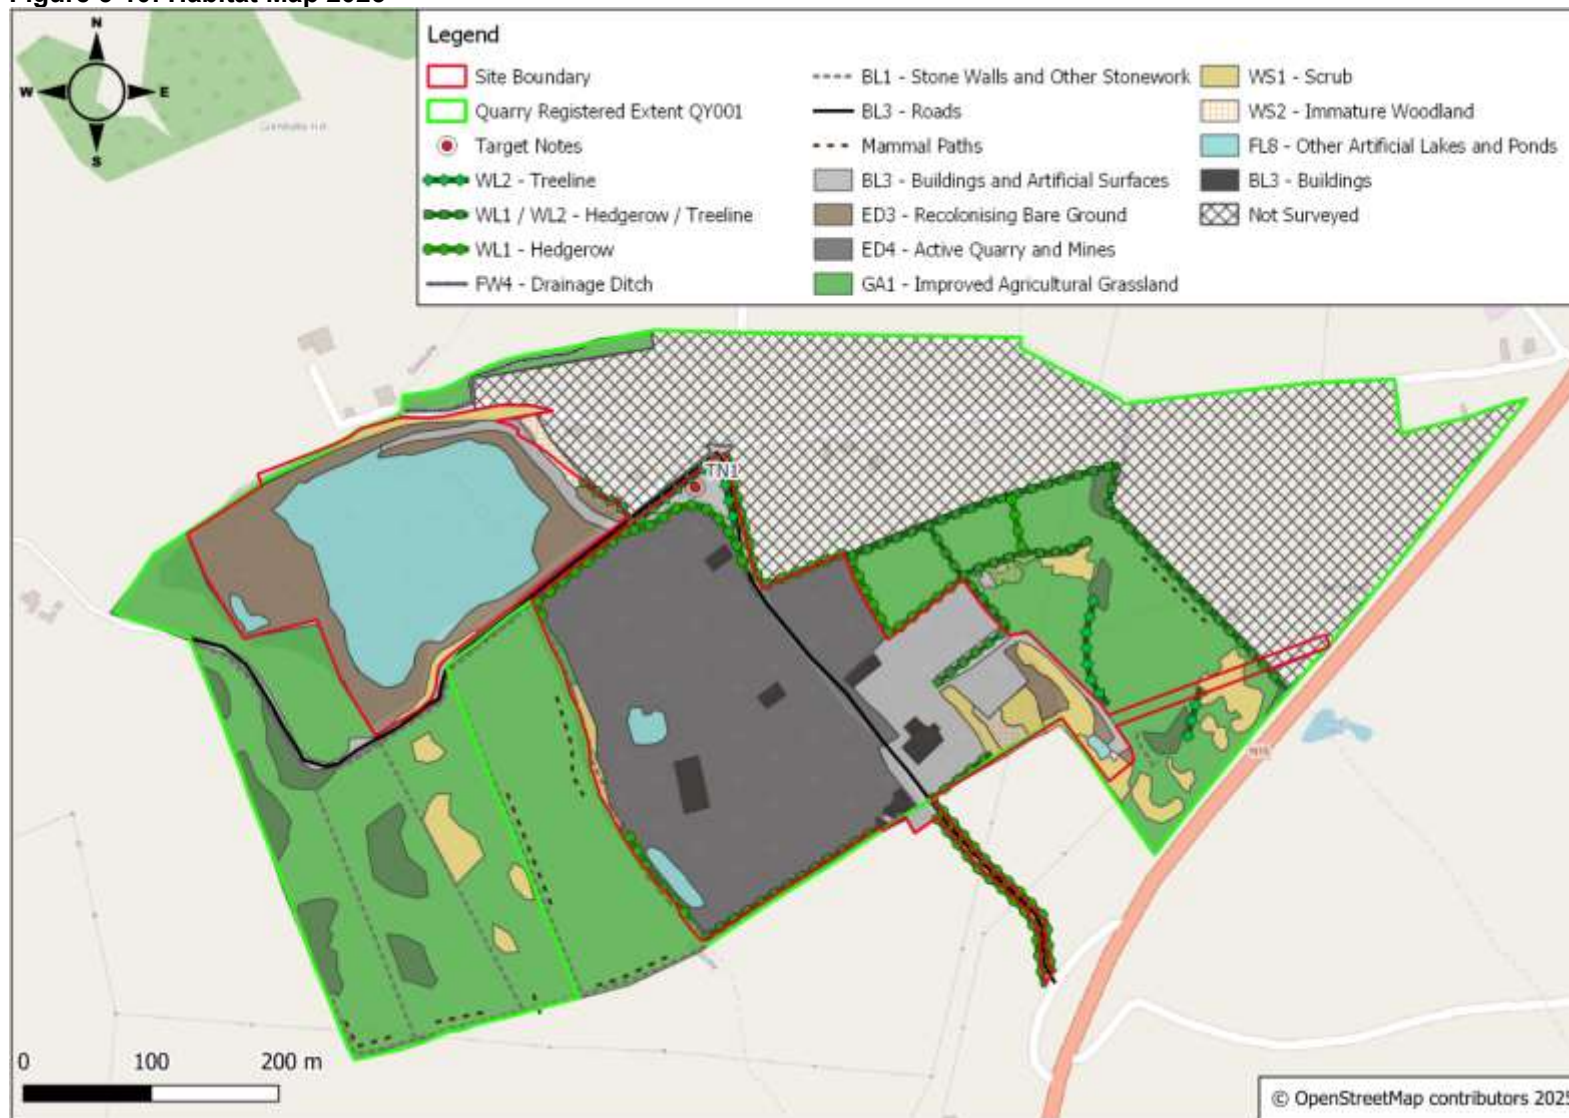 N
W E
S
Legend
Site Boundary
Quarry Registered Extent QY001
Target Notes
WL2 - Treeline
WL1 / WL2 - Hedgerow / Treeline
WL1 - Hedgerow
FW4 - Drainage Ditch
BL1 - Stone Walls and Other Stonework
BL3 - Roads
Mammal Paths
BL3 - Buildings and Artificial Surfaces
ED3 - Recolonising Bare Ground
ED4 - Active Quarry and Mines
GA1 - Improved Agricultural Grassland
WS1 - Scrub
WS2 - Immature Woodland
FL8 - Other Artificial Lakes and Ponds
BL3 - Buildings
Not Surveyed
TN1
0 100 200 m
© OpenStreetMap contributors 2025